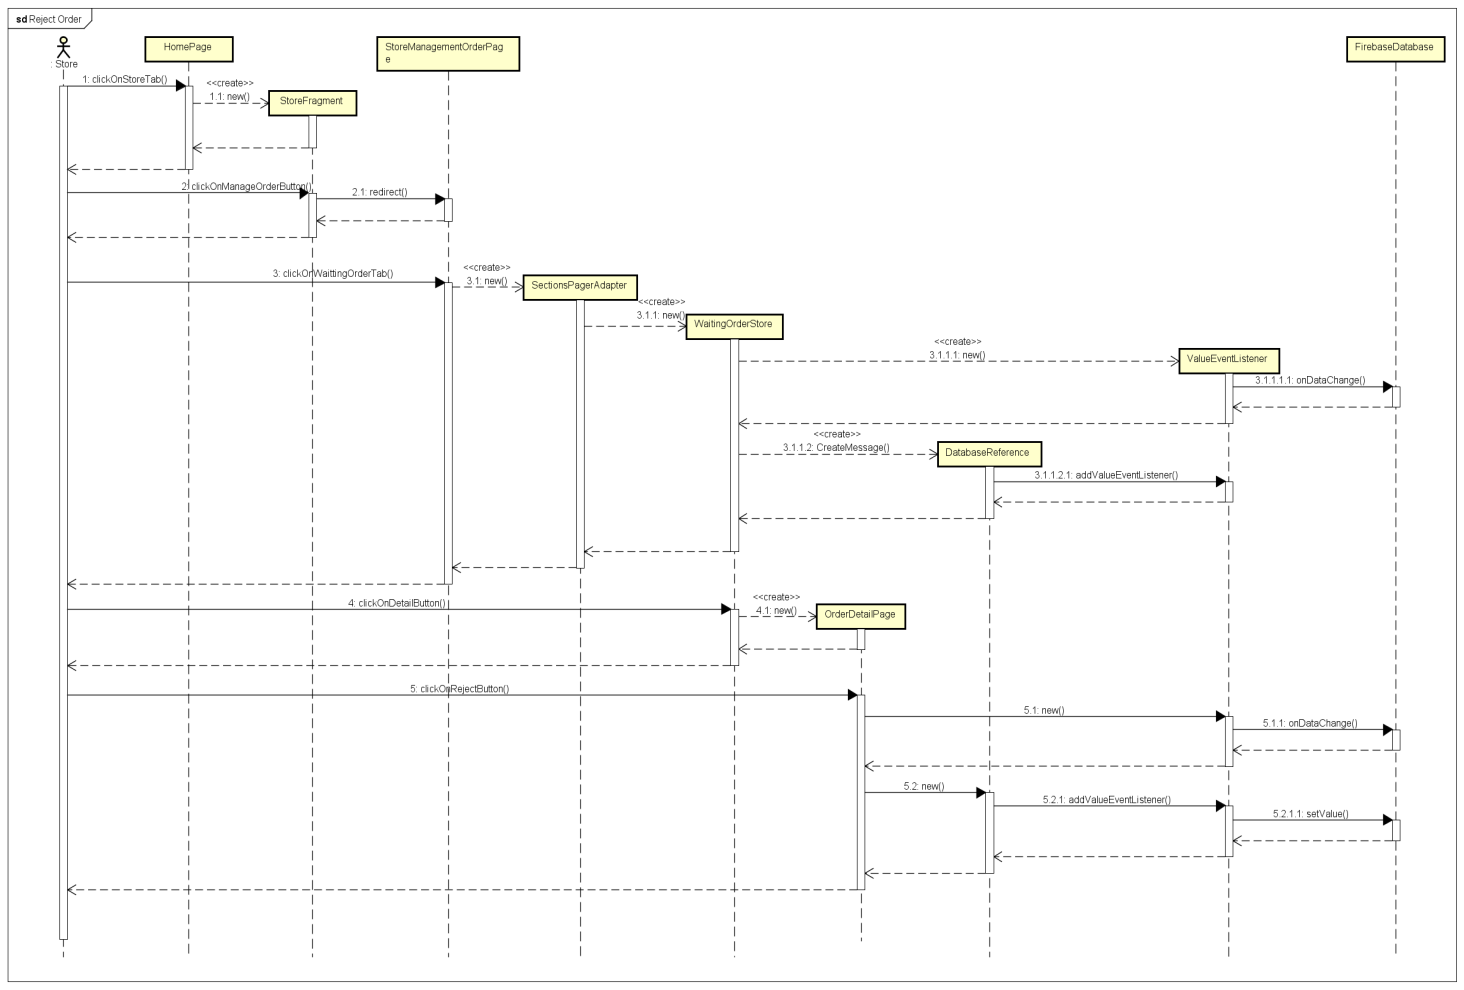 sd Reject Order
: Store
HomePage
StoreManagementOrderPag
e
FirebaseDatabase
1: clickOnStoreTab()
<<create>>
1.1: new()
StoreFragment
2: clickOnManageOrderButton()
2.1: redirect()
3: clickOnWaittingOrderTab()
<<create>>
3.1: new()
SectionsPagerAdapter
<<create>>
3.1.1: new()
WaitingOrderStore
<<create>>
3.1.1.1: new()
ValueEventListener
3.1.1.1.1: onDataChange()
<<create>>
3.1.1.2: CreateMessage()
DatabaseReference
3.1.1.2.1: addValueEventListener()
4: clickOnDetailButton()
<<create>>
4.1: new()
OrderDetailPage
5: clickOnRejectButton()
5.1: new()
5.1.1: onDataChange()
5.2: new()
5.2.1: addValueEventListener()
5.2.1.1: setValue()